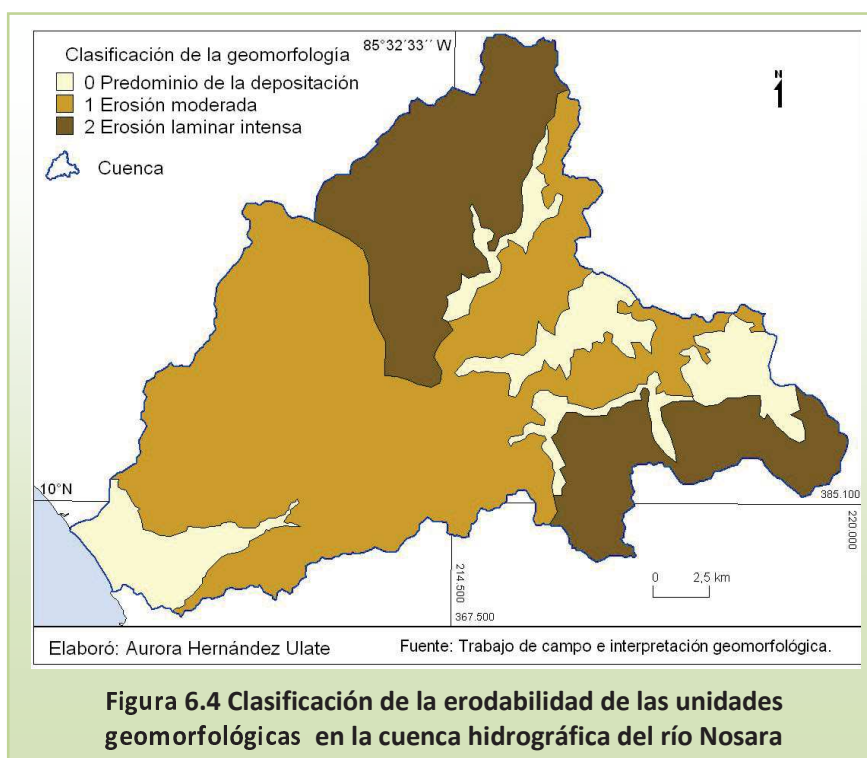 Clasificación de la geomorfología
0 Predominio de la depositación
1 Erosión moderada
2 Erosión laminar intensa
Cuenca
85°32´33´´ W
N
10°N
385.100
220.000
214.500
367.500
0 2,5 km
Elaboró: Aurora Hernández Ulate
Fuente: Trabajo de campo e interpretación geomorfológica.
Figura 6.4 Clasificación de la erodabilidad de las unidades
geomorfológicas en la cuenca hidrográfica del río Nosara